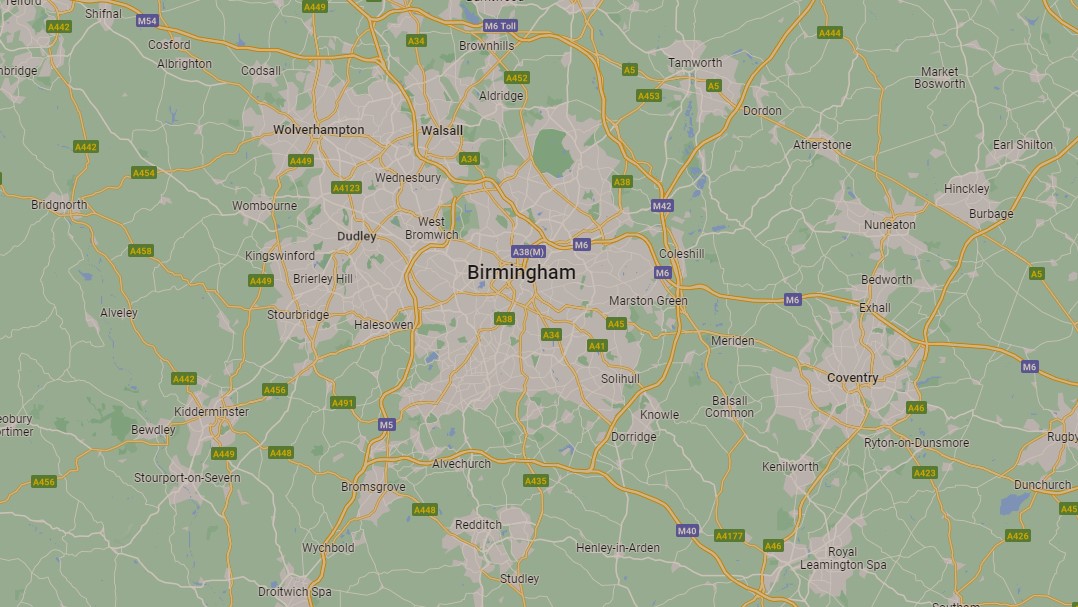 Telford
Shifnal
A449
A442
M54
M6 Toll
A444
Cosford
A34
Brownhills
Albrighton
Codsall
A5
Tamworth
Market
Bosworth
A452
A5
Aldridge
A453
Dordon
Wolverhampton
Walsall
A442
Atherstone
Earl Shilton
A449
A34
A454
Wednesbury
A38
A4123
Hinckley
Bridgnorth
Wombourne
M42
Burbage
West
Bromwich
Nuneaton
Dudley
A458
A38(M)
M6
Coleshill
Kingswinford
Birmingham
M6
A5
A449
Brierley Hill
Bedworth
Marston Green
M6
Alveley
Stourbridge
Exhall
Halesowen
A38
A45
A34
A41
Meriden
M6
A442
Solihull
Coventry
A456
A491
Balsall
Common
A46
Kidderminster
Knowle
M5
Bewdley
Dorridge
Rugby
Ryton-on-Dunsmore
A449
A448
Alvechurch
Kenilworth
A423
Stourport-on-Severn
A456
A435
Bromsgrove
Dunchurch
A448
A45
Redditch
M40
A4177
A426
Wychbold
Henley-in-Arden
A46
Royal
Leamington Spa
Studley
Droitwich Spa